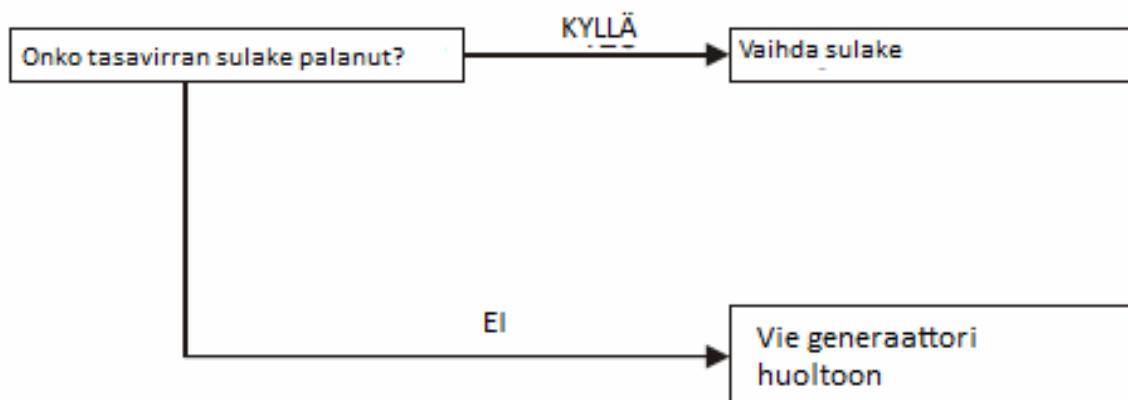 KYLLÄ
Onko tasavirran sulake palanut?
Vaihda sulake
EI
Vie generaattori
huoltoon